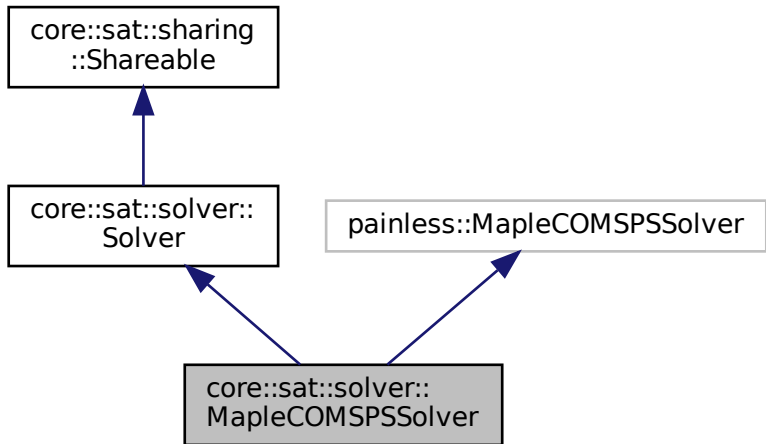 core::sat::sharing
::Shareable
core::sat::solver::
Solver
painless::MapleCOMSPSSolver
core::sat::solver::
MapleCOMSPSSolver